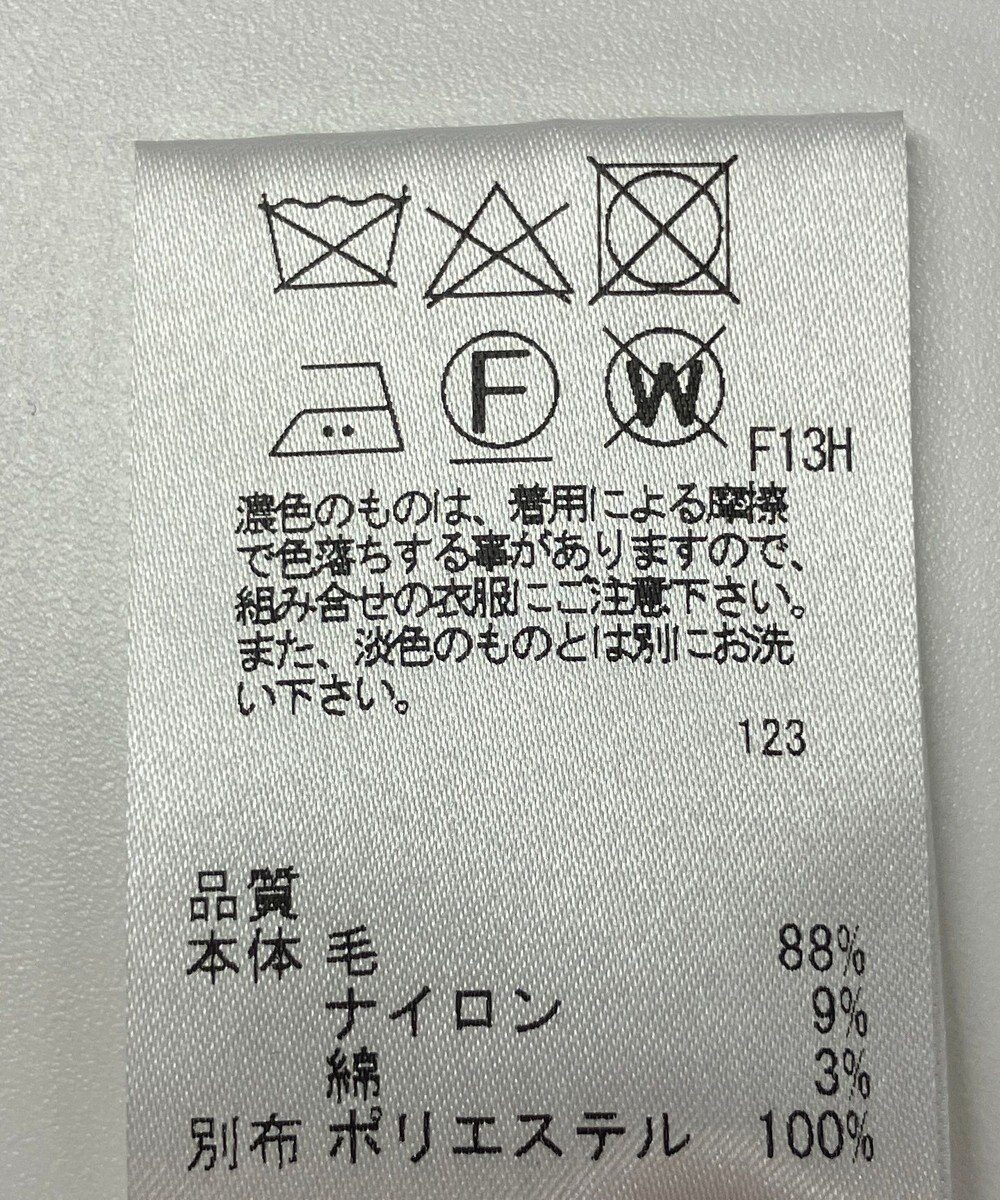 F
W
F13H
濃色のものは、着用による摩擦
で色落ちする事がありますので、
組み合せの衣服にご注意下さい。
また、淡色のものとは別にお洗
い下さい。
123
品質
本体 毛 88%
ナイロン 9%
綿 3%
別布 ポリエステル 100%